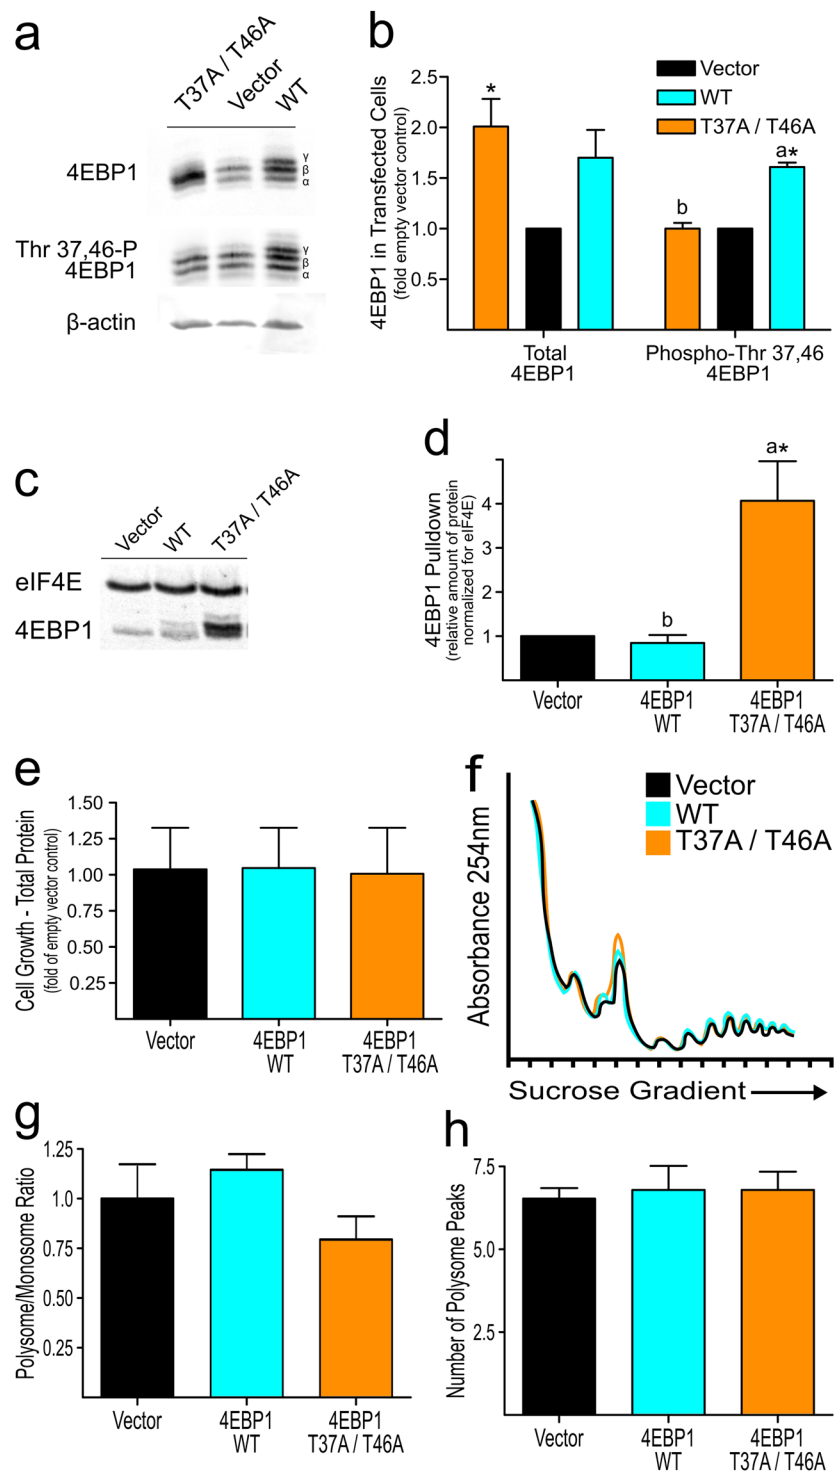 a
T37A / T46A
Vector
WT
4EBP1
γ
β
α
Thr 37,46-P
4EBP1
γ
β
α
β-actin
b
Vector
WT
T37A / T46A
4EBP1 in Transfected Cells
(fold empty vector control)
2.5
2.0
1.5
1.0
0.5
*
b
a*
Total
4EBP1
Phospho-Thr 37,46
4EBP1
c
Vector
WT
T37A / T46A
eIF4E
4EBP1
d
4EBP1 Pulldown
(relative amount of protein
normalized for eIF4E)
4
3
2
1
b
a*
Vector
4EBP1
WT
4EBP1
T37A / T46A
e
Cell Growth - Total Protein
(fold of empty vector control)
1.50
1.25
1.00
0.75
0.50
0.25
Vector
4EBP1
WT
4EBP1
T37A / T46A
f
Vector
WT
T37A / T46A
Absorbance 254nm
Sucrose Gradient
g
Polysome/Monosome Ratio
1.25
1.0
0.75
0.50
0.25
Vector
4EBP1
WT
4EBP1
T37A / T46A
h
Number of Polysome Peaks
7.5
5.0
2.5
Vector
4EBP1
WT
4EBP1
T37A / T46A